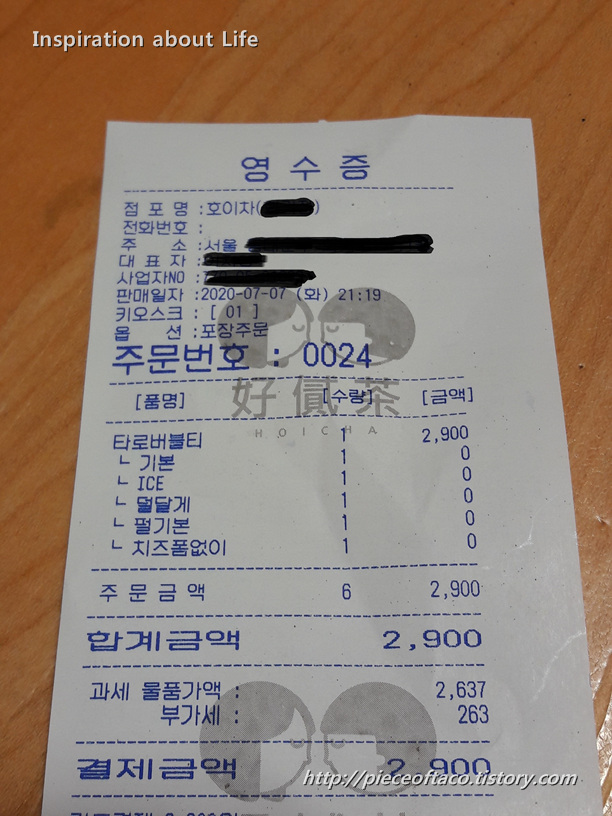 Inspiration about Life
영 수 증
점 포 명 :호이차( )
전화번호 :
주 소 :서울
대 표 자 :
사업자NO :
판매일자 :2020-07-07 (화) 21:19
키오스크 : [ 01 ]
옵 션 :포장주문
주문번호 : 0024
[품명] [수량] [금액]
好儥茶
HOICHA
타로버블티 1 2,900
ㄴ 기본 1 0
ㄴ ICE 1 0
ㄴ 덜달게 1 0
ㄴ 펄기본 1 0
ㄴ 치즈폼없이 1 0
주 문 금 액 6 2,900
합계금액 2,900
과세 물품가액 : 2,637
부가세 : 263
결제금액 2,900
http://pieceoftaco.tistory.com